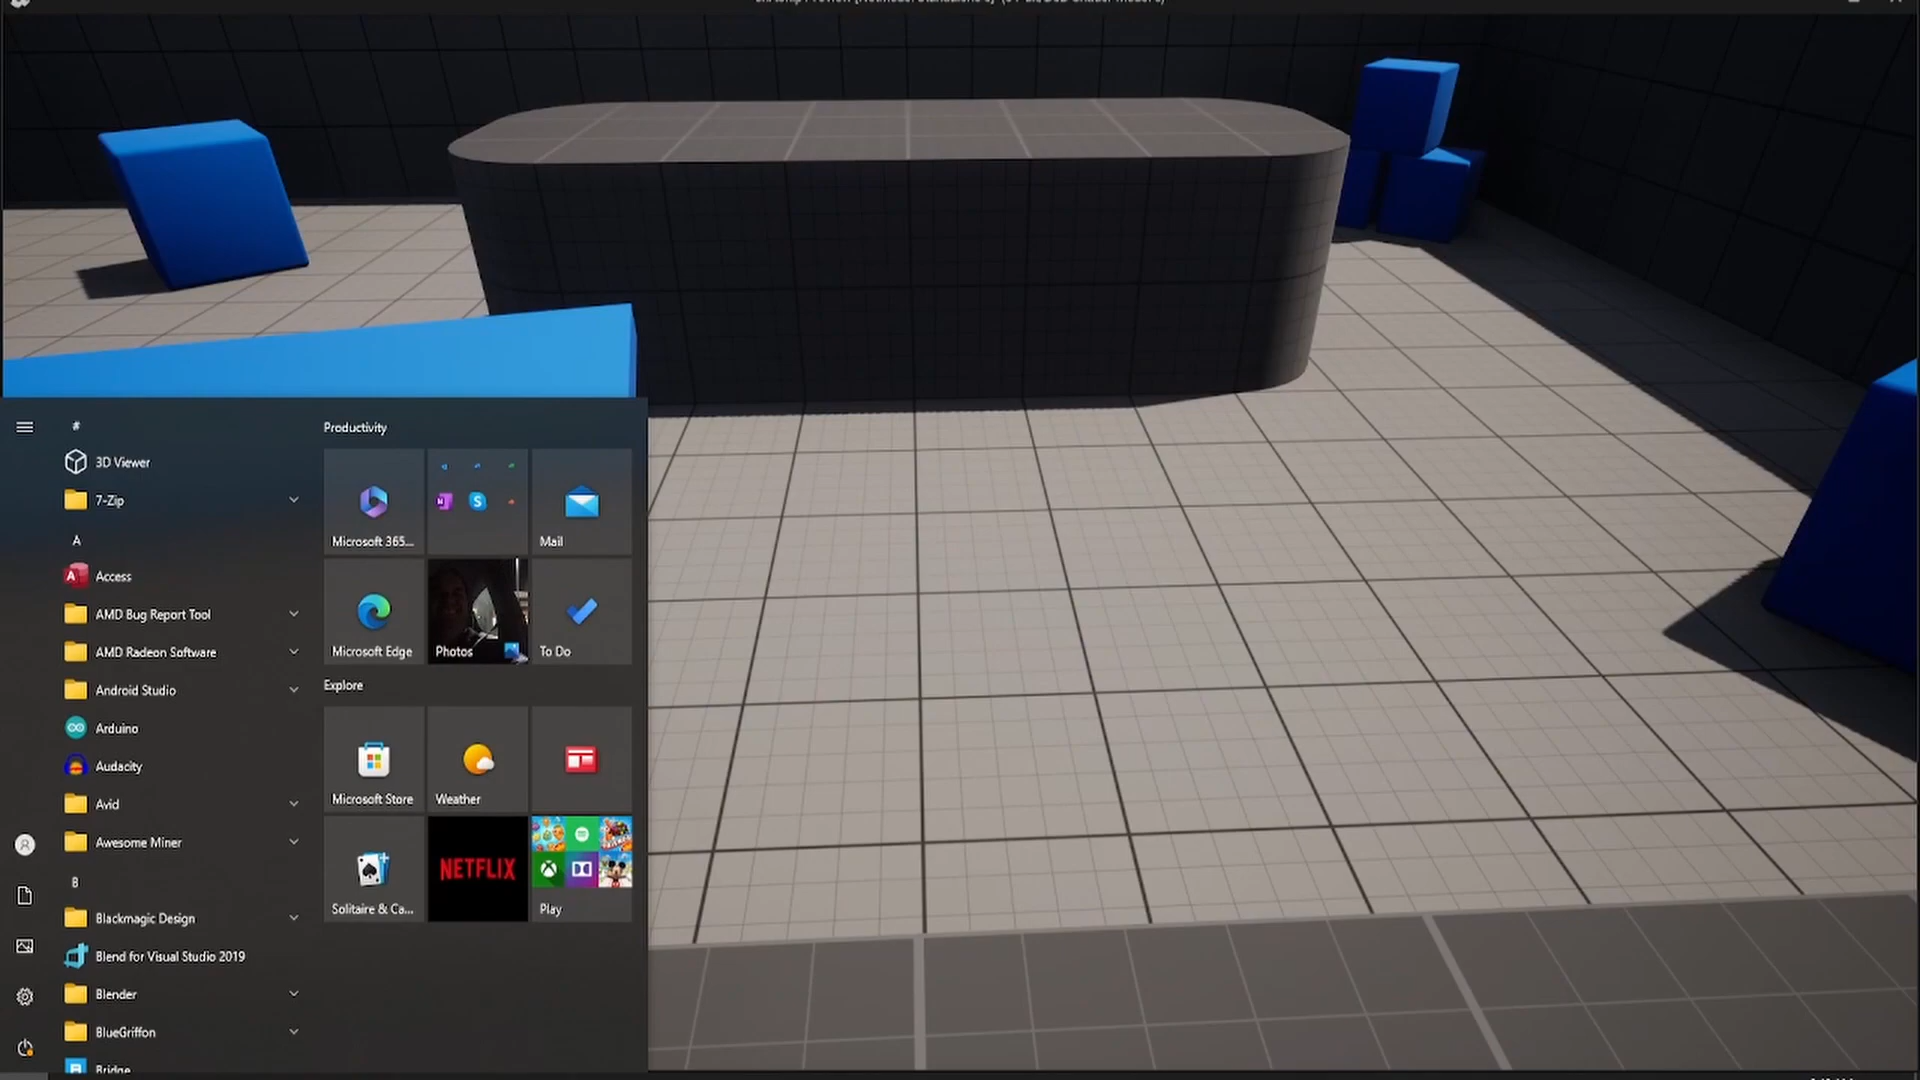 #
Productivity
3D Viewer
7-Zip
Microsoft 365...
Mail
A
Access
AMD Bug Report Tool
AMD Radeon Software
Microsoft Edge
Photos
To Do
Explore
Android Studio
Arduino
Audacity
Avid
Microsoft Store
Weather
Awesome Miner
NETFLIX
B
Solitaire & Ca...
Play
Blackmagic Design
Blend for Visual Studio 2019
Blender
BlueGriffon
Bridge